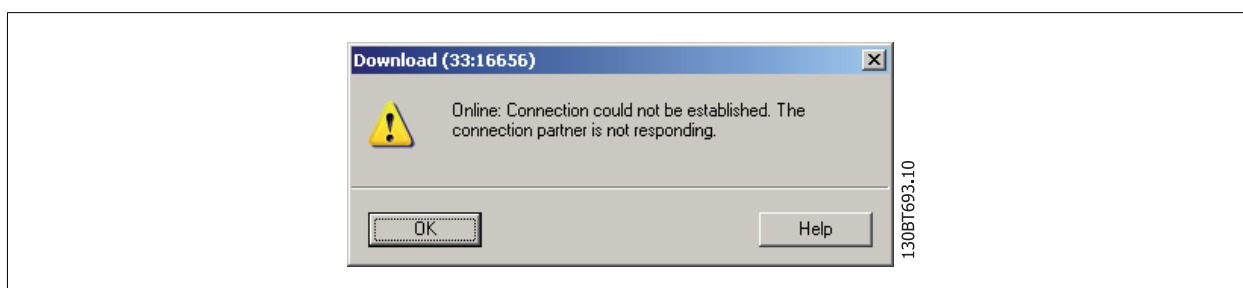 Download (33:16656)
Online: Connection could not be established. The
connection partner is not responding.
OK
Help
130BT693.10